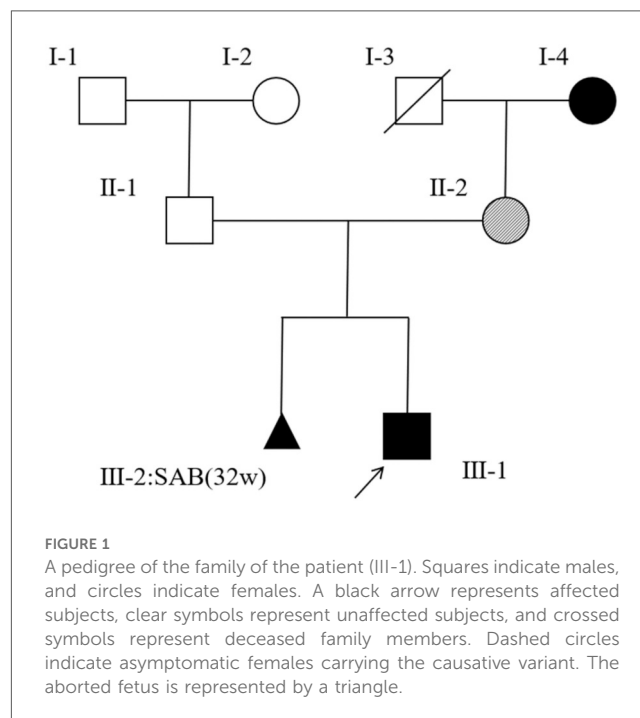 I-1
I-2
I-3
I-4
II-1
II-2
III-2:SAB(32w)
III-1
FIGURE 1
A pedigree of the family of the patient (III-1). Squares indicate males,
and circles indicate females. A black arrow represents affected
subjects, clear symbols represent unaffected subjects, and crossed
symbols represent deceased family members. Dashed circles
indicate asymptomatic females carrying the causative variant. The
aborted fetus is represented by a triangle.